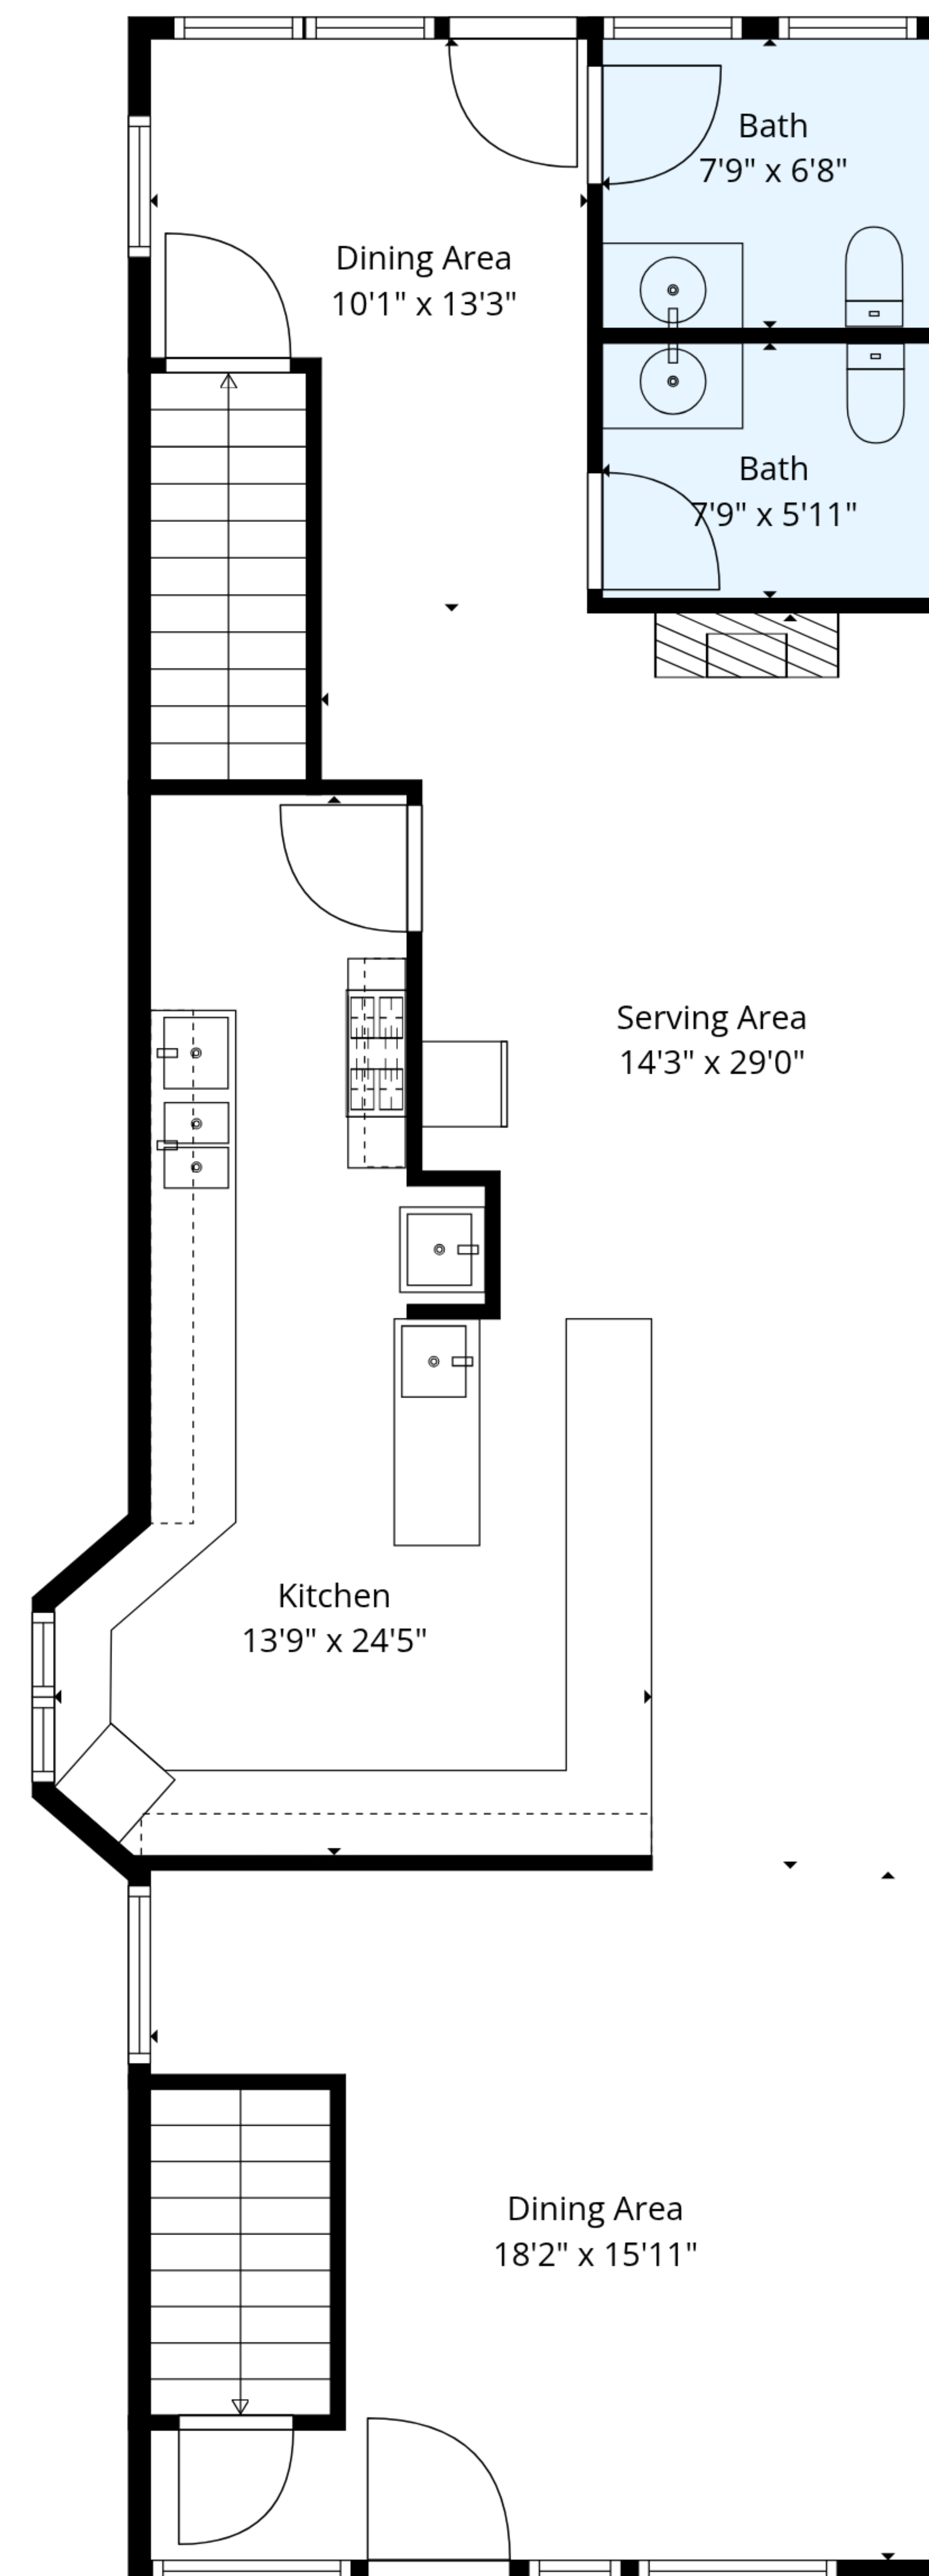 Bath
7'9" x 6'8"
Dining Area
10'1" x 13'3"
Bath
7'9" x 5'11"
Serving Area
14'3" x 29'0"
Kitchen
13'9" x 24'5"
Dining Area
18'2" x 15'11"